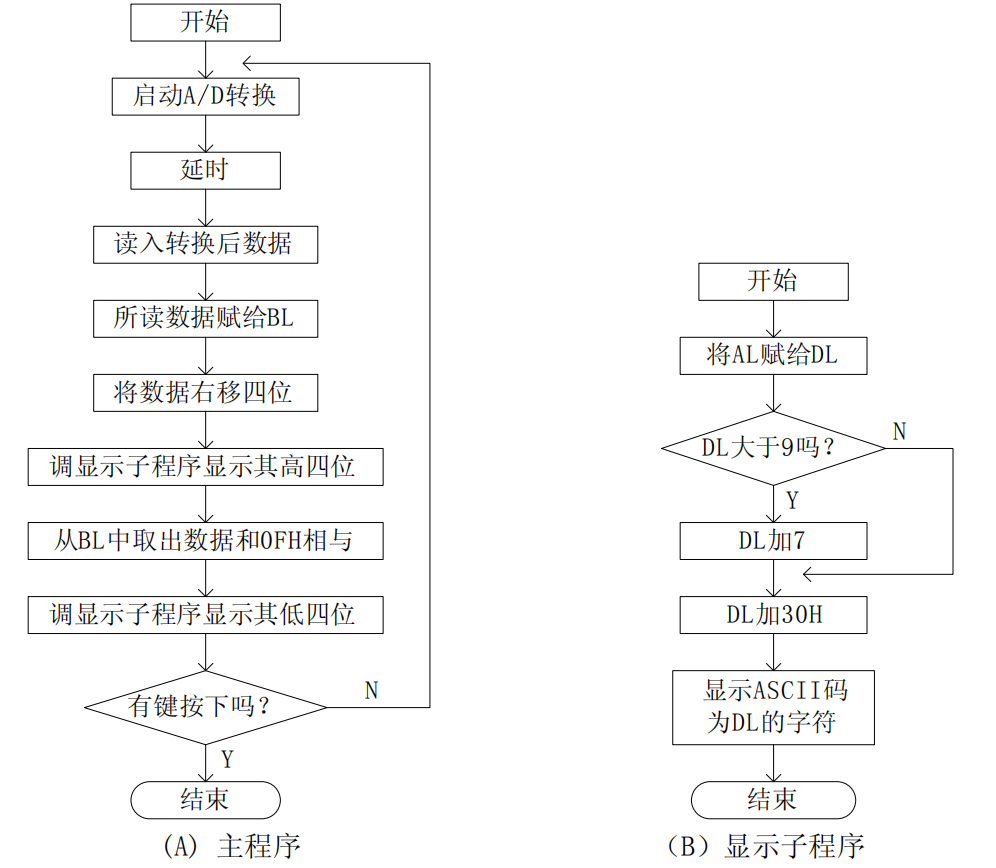 开始
启动A/D转换
延时
读入转换后数据
所读数据赋给BL
将数据右移四位
调显示子程序显示其高四位
从BL中取出数据和0FH相与
调显示子程序显示其低四位
有键按下吗？
N
Y
结束
(A) 主程序
开始
将AL赋给DL
DL大于9吗？
N
Y
DL加7
DL加30H
显示ASCII码
为DL的字符
结束
(B) 显示子程序